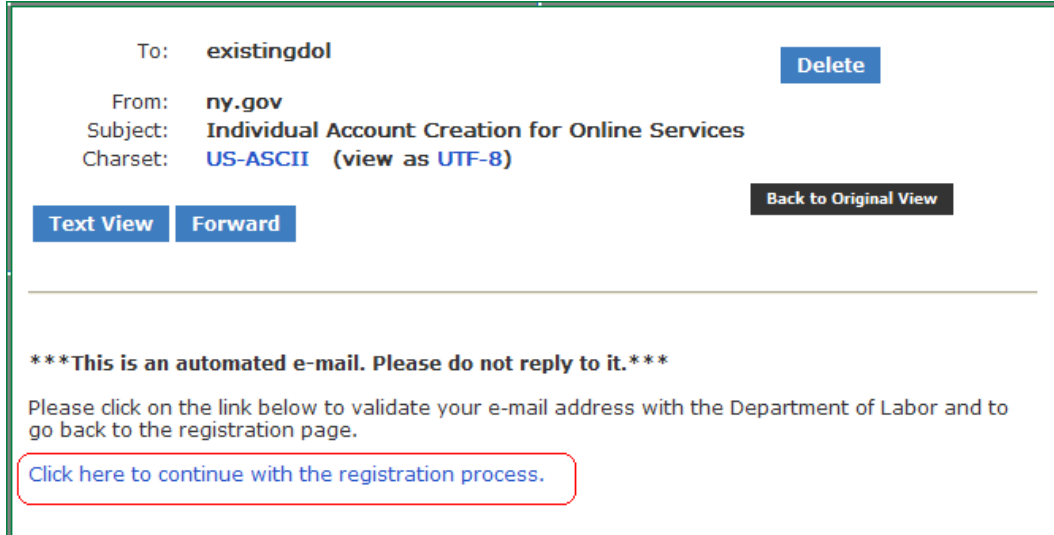 To: existingdol
Delete
From: ny.gov
Subject: Individual Account Creation for Online Services
Charset: US-ASCII (view as UTF-8)
Back to Original View
Text View Forward
***This is an automated e-mail. Please do not reply to it.***
Please click on the link below to validate your e-mail address with the Department of Labor and to
go back to the registration page.
Click here to continue with the registration process.